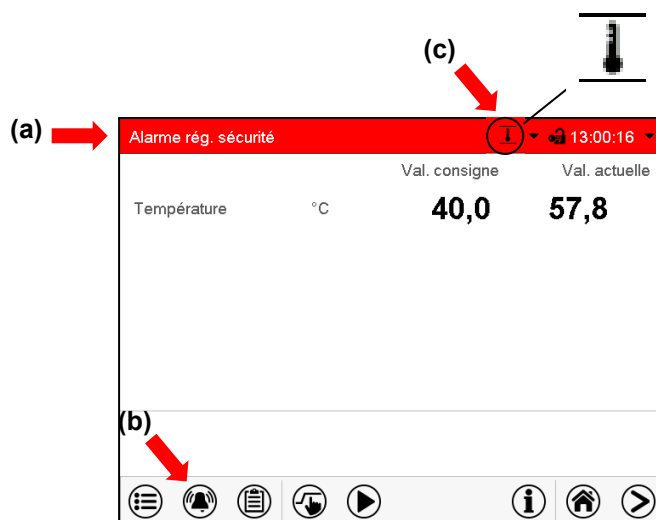 (c)
(a)
Alarme rég. sécurité 13:00:16
Val. consigne Val. actuelle
Température °C 40,0 57,8
(b)